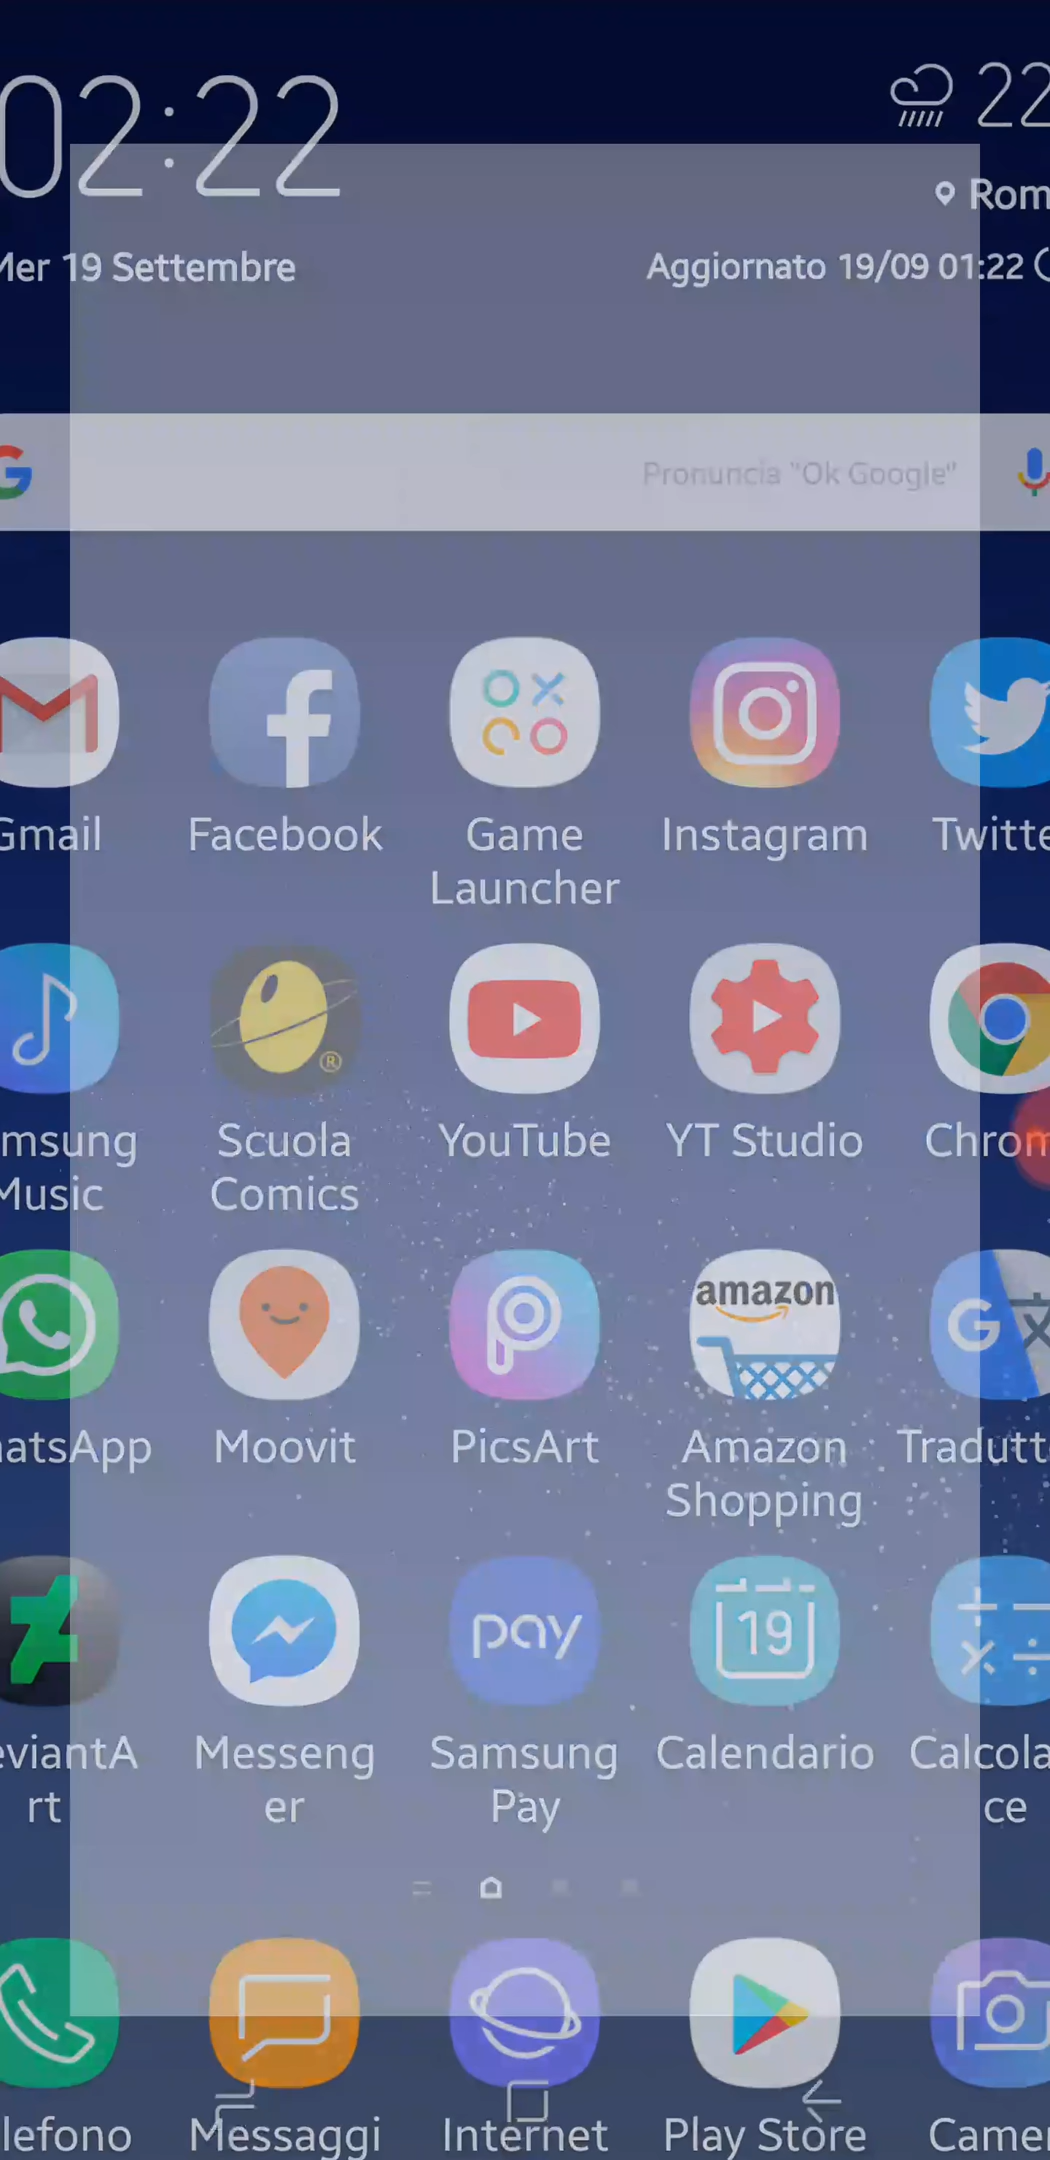 02:22
22
Rom
Mer 19 Settembre
Aggiornato 19/09 01:22
Pronuncia "Ok Google"
Gmail
Facebook
Game
Launcher
Instagram
Twitte
msung
Music
Scuola
Comics
®
YouTube
YT Studio
Chrom
atsApp
Moovit
PicsArt
amazon
Amazon
Shopping
Tradutt
eviantA
rt
Messeng
er
pay
Samsung
Pay
19
Calendario
Calcola
ce
lefono
Messaggi
Internet
Play Store
Camer